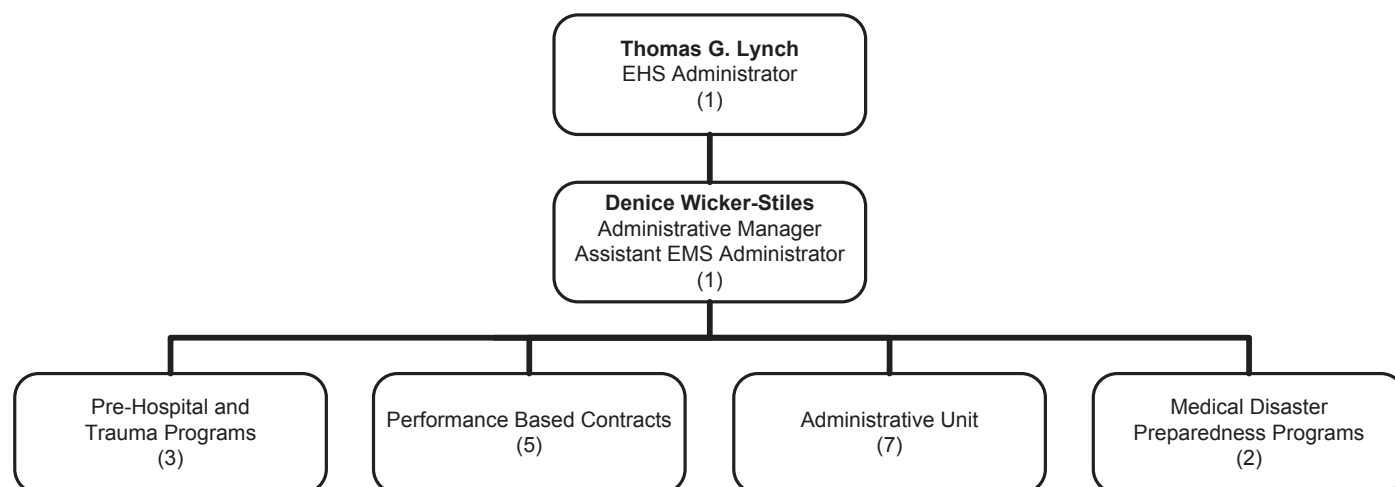 Thomas G. Lynch
EHS Administrator
(1)
Denice Wicker-Stiles
Administrative Manager
Assistant EMS Administrator
(1)
Pre-Hospital and
Trauma Programs
(3)
Performance Based Contracts
(5)
Administrative Unit
(7)
Medical Disaster
Preparedness Programs
(2)